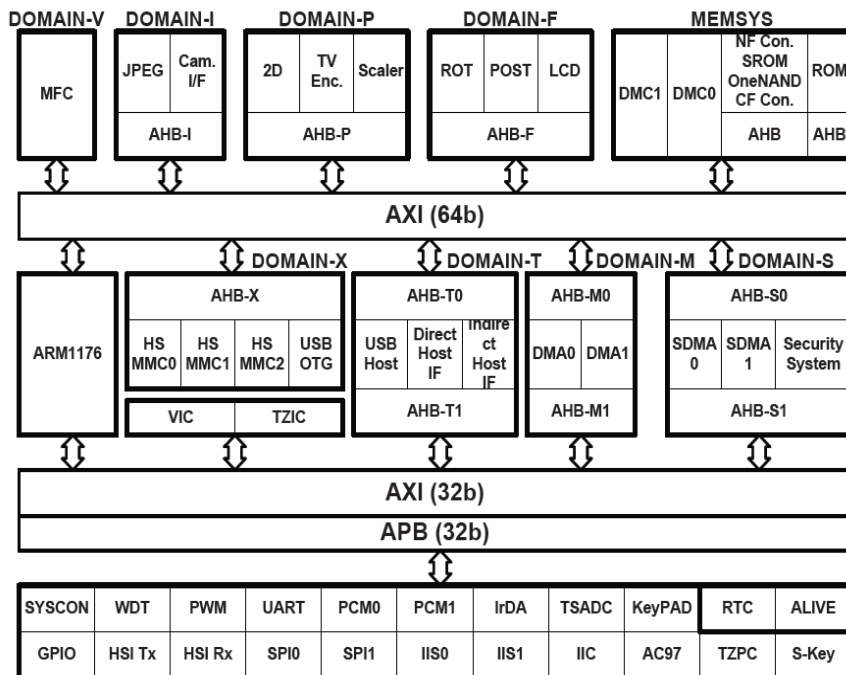 DOMAIN-V DOMAIN-I DOMAIN-P DOMAIN-F MEMSYS
MFC
JPEG
Cam.
I/F
AHB-I
2D
TV
Enc.
Scaler
AHB-P
ROT
POST
LCD
AHB-F
DMC1
DMC0
NF Con.
SROM
OneNAND
CF Con.
AHB
ROM
AHB
AXI (64b)
DOMAIN-X DOMAIN-T DOMAIN-M DOMAIN-S
ARM1176
AHB-X
HS
MMC0
HS
MMC1
HS
MMC2
USB
OTG
VIC
TZIC
AHB-T0
USB
Host
Direct
Host
IF
Indire
ct
Host
IF
AHB-T1
AHB-M0
DMA0
DMA1
AHB-M1
AHB-S0
SDMA
0
SDMA
1
Security
System
AHB-S1
AXI (32b)
APB (32b)
SYSCON WDT PWM UART PCM0 PCM1 IrDA TSADC KeyPAD RTC ALIVE
GPIO HSI Tx HSI Rx SPI0 SPI1 IIS0 IIS1 IIC AC97 TZPC S-Key